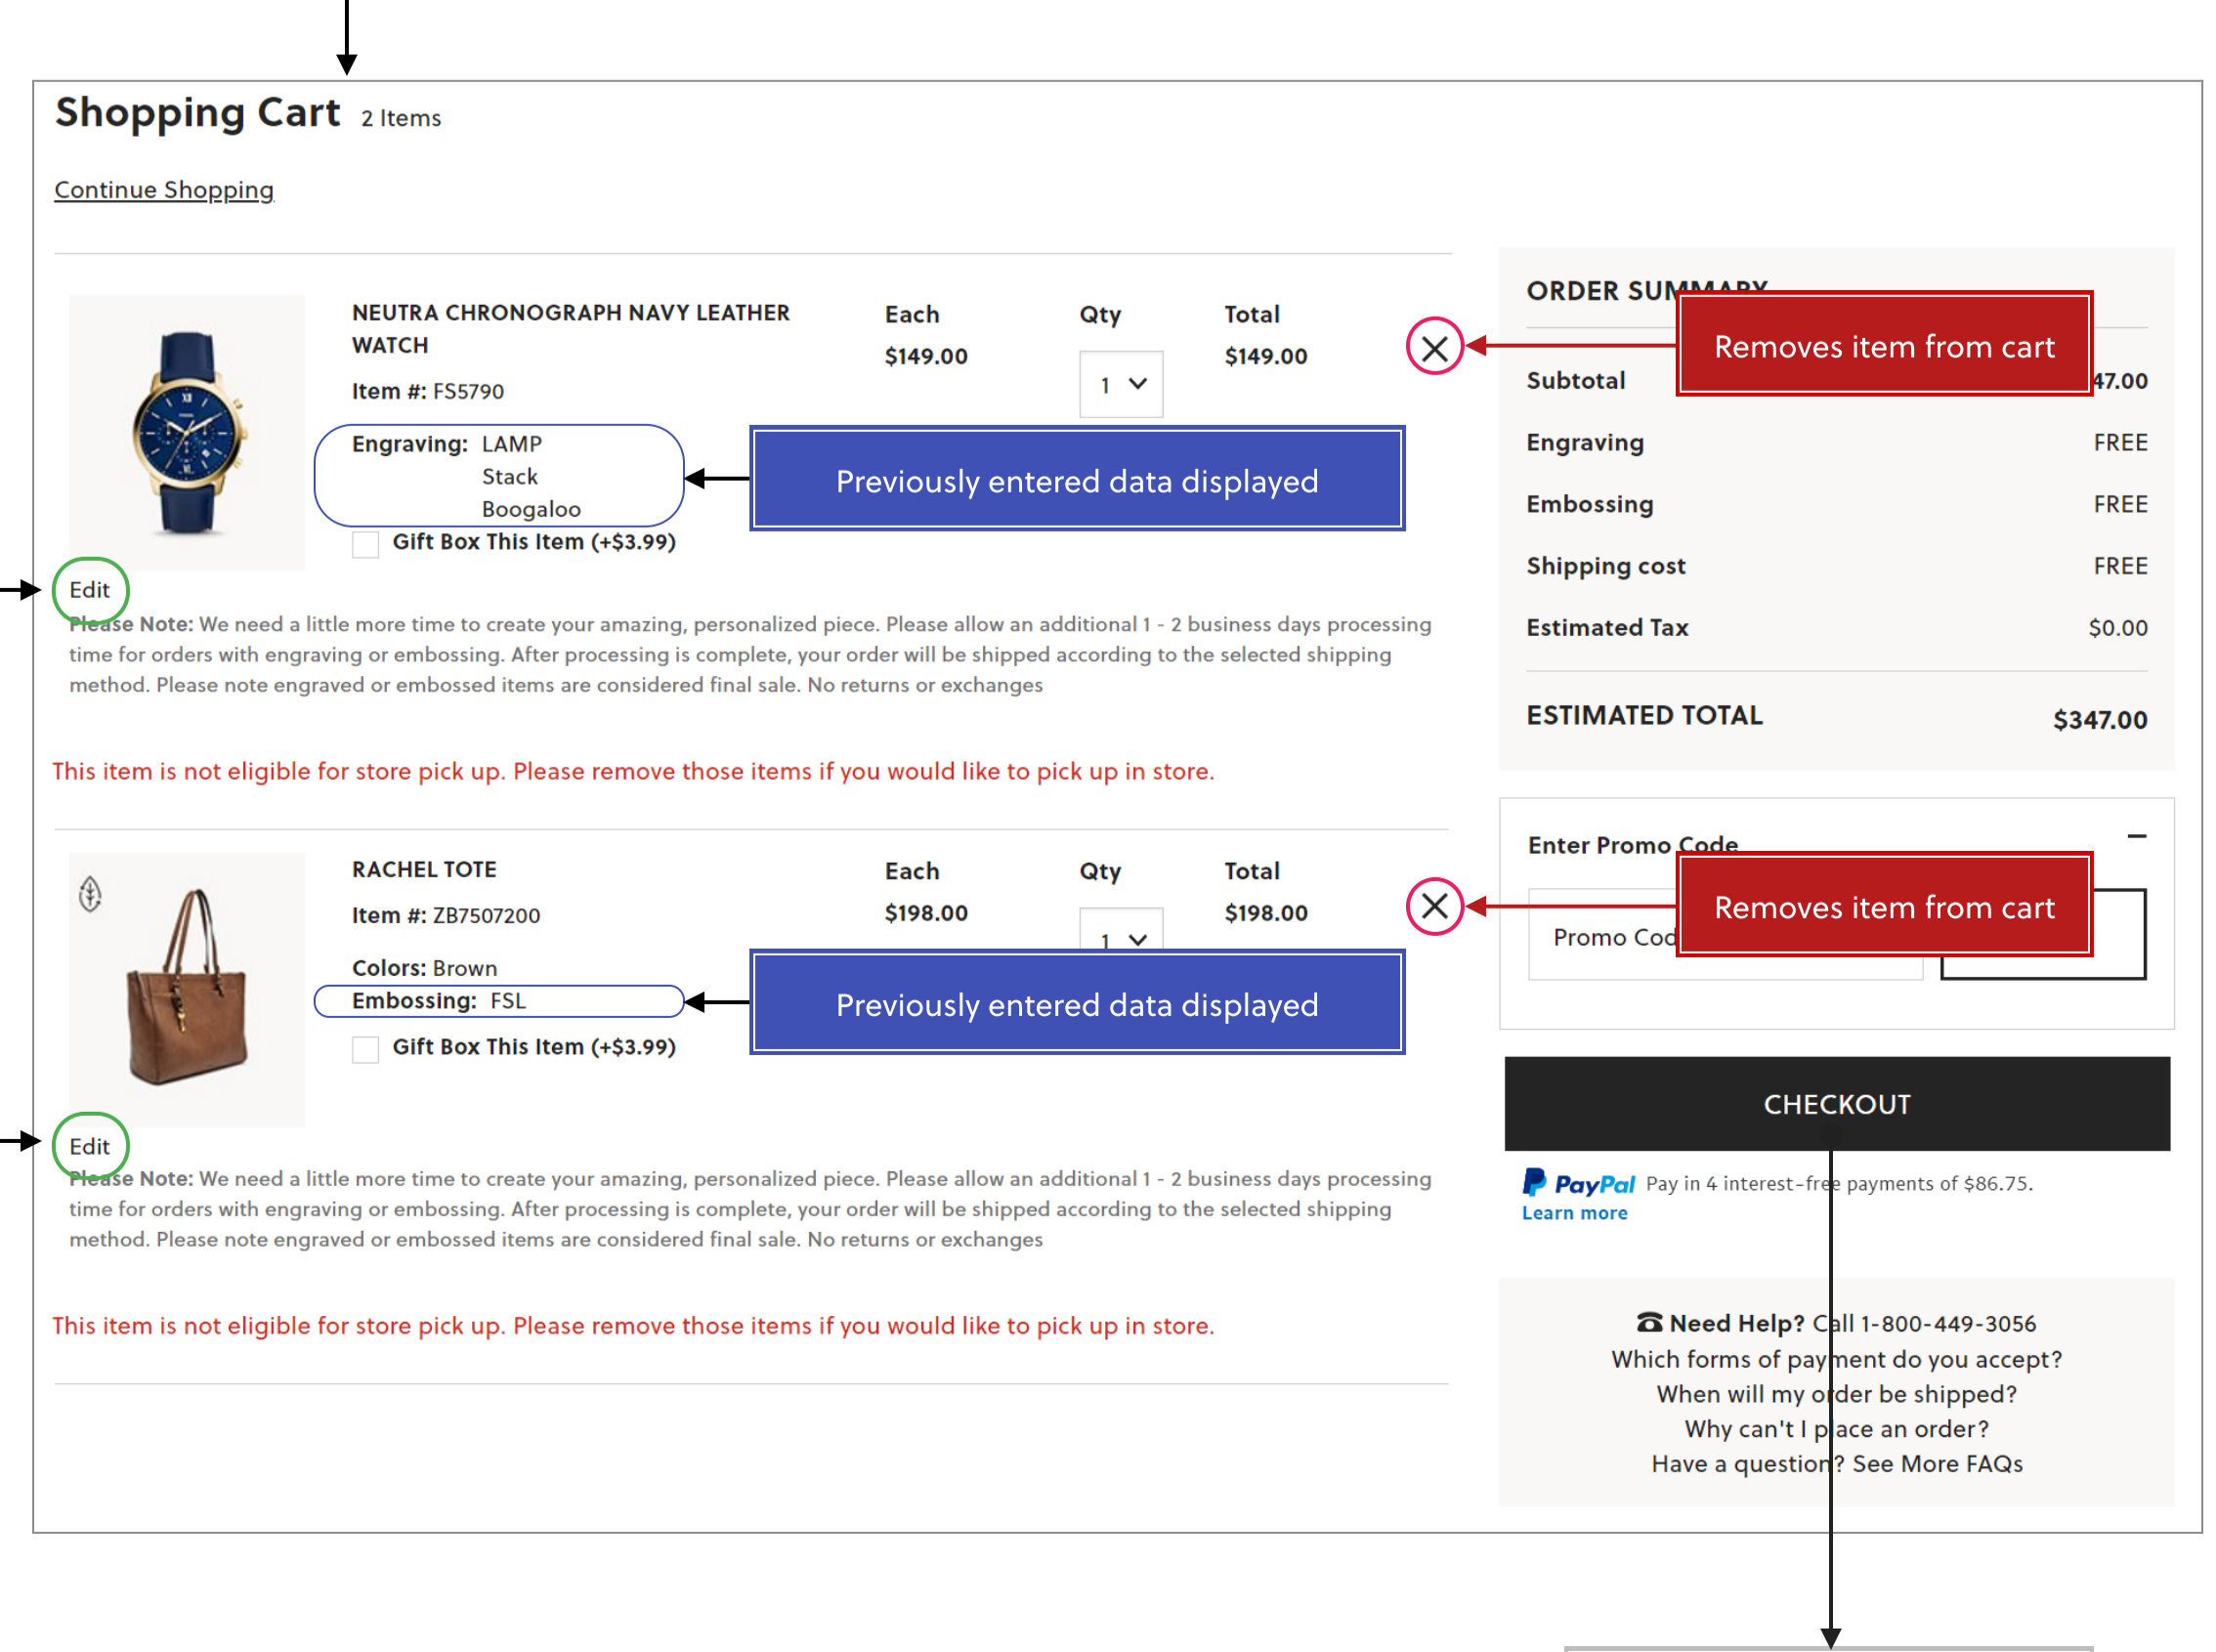 Shopping Cart 2 Items
Continue Shopping
NEUTRA CHRONOGRAPH NAVY LEATHER
WATCH
Item #: FS5790
Engraving: LAMP
Stack
Boogaloo
Gift Box This Item (+$3.99)
Each
$149.00
Qty
1
Total
$149.00
Removes item from cart
Previously entered data displayed
Edit
Please Note: We need a little more time to create your amazing, personalized piece. Please allow an additional 1 - 2 business days processing
time for orders with engraving or embossing. After processing is complete, your order will be shipped according to the selected shipping
method. Please note engraved or embossed items are considered final sale. No returns or exchanges
This item is not eligible for store pick up. Please remove those items if you would like to pick up in store.
RACHEL TOTE
Item #: ZB7507200
Colors: Brown
Embossing: FSL
Gift Box This Item (+$3.99)
Each
$198.00
Qty
1
Total
$198.00
Removes item from cart
Previously entered data displayed
Edit
Please Note: We need a little more time to create your amazing, personalized piece. Please allow an additional 1 - 2 business days processing
time for orders with engraving or embossing. After processing is complete, your order will be shipped according to the selected shipping
method. Please note engraved or embossed items are considered final sale. No returns or exchanges
This item is not eligible for store pick up. Please remove those items if you would like to pick up in store.
ORDER SUMMARY
Subtotal 47.00
Engraving FREE
Embossing FREE
Shipping cost FREE
Estimated Tax $0.00
ESTIMATED TOTAL $347.00
Enter Promo Code
Promo Cod
CHECKOUT
PayPal Pay in 4 interest-free payments of $86.75.
Learn more
Need Help? Call 1-800-449-3056
Which forms of payment do you accept?
When will my order be shipped?
Why can't I place an order?
Have a question? See More FAQs